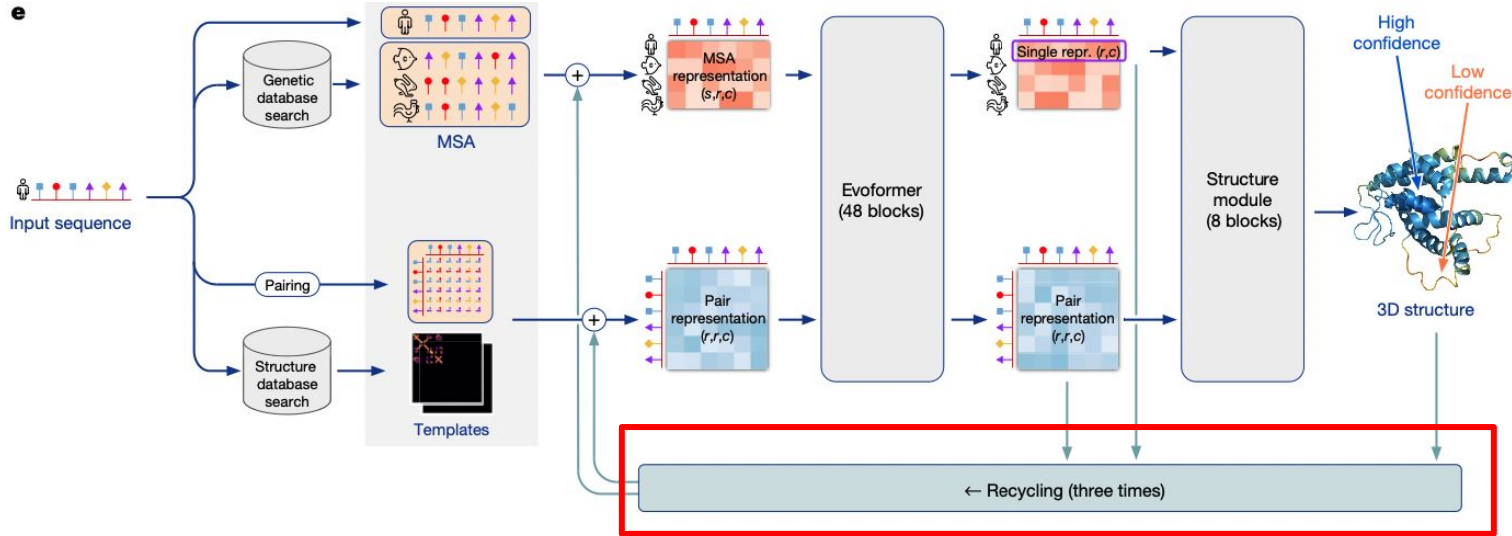 e
Input sequence
Genetic
database
search
MSA
Pairing
Structure
database
search
Templates
+
+
MSA
representation
(s,r,c)
Pair
representation
(r,r,c)
Evoformer
(48 blocks)
Single repr. (r,c)
Pair
representation
(r,r,c)
Structure
module
(8 blocks)
High
confidence
Low
confidence
3D structure
← Recycling (three times)